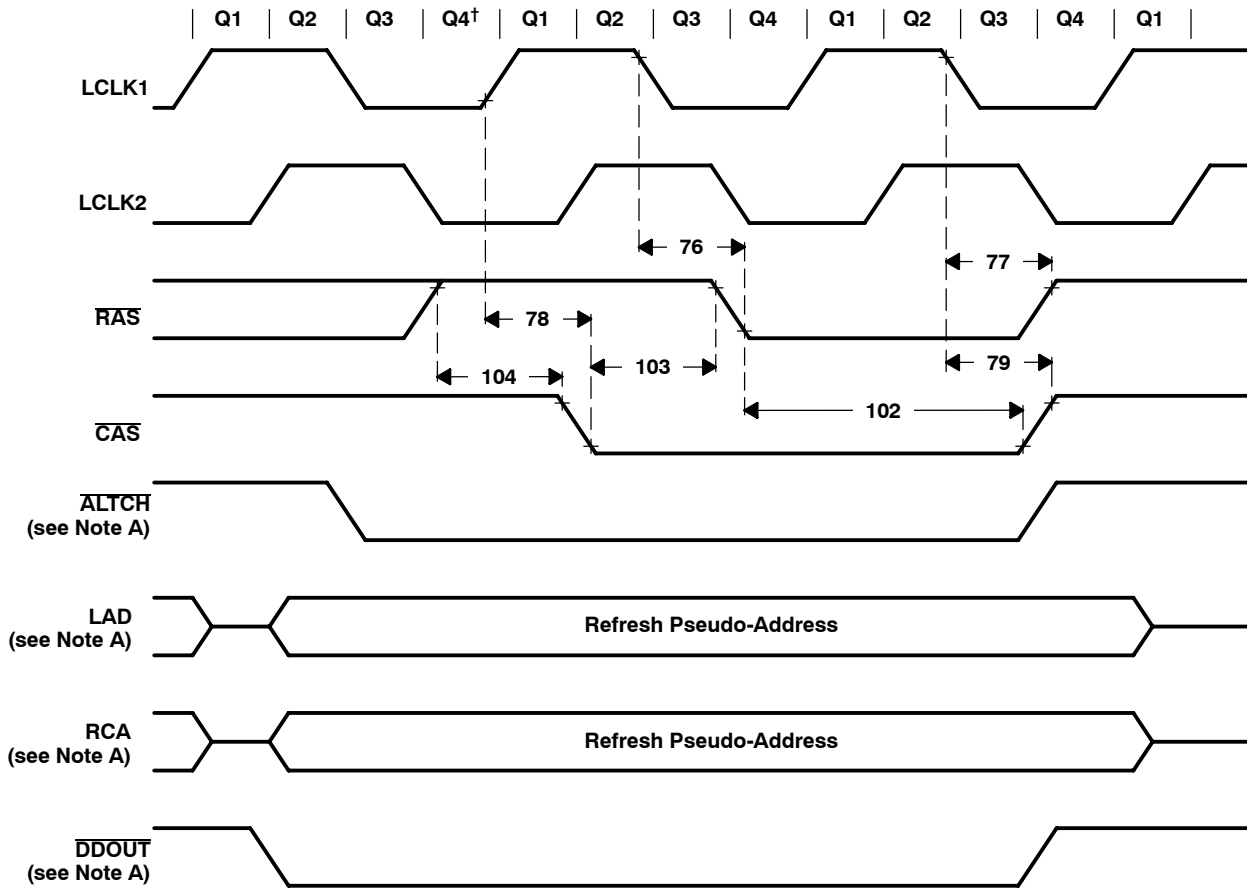 Q1 Q2 Q3 Q4† Q1 Q2 Q3 Q4 Q1 Q2 Q3 Q4 Q1
LCLK1
LCLK2
76
77
RAS
78
79
103
104
102
CAS
ALTCH
(see Note A)
LAD
(see Note A)
Refresh Pseudo-Address
RCA
(see Note A)
Refresh Pseudo-Address
DDOUT
(see Note A)